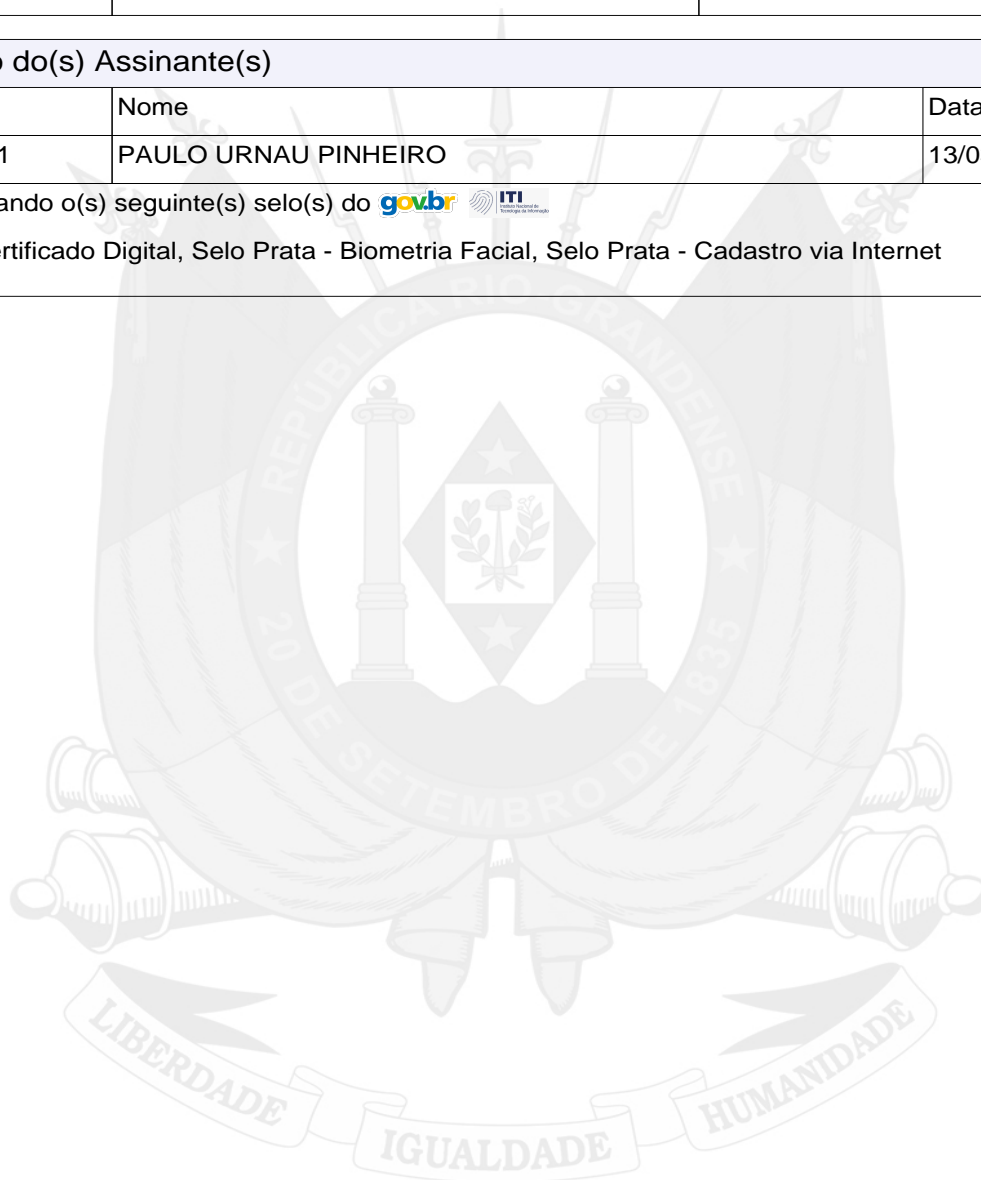 o do(s) Assinante(s)
Nome
Data
1
PAULO URNAU PINHEIRO
13/0
ando o(s) seguinte(s) selo(s) do gov.br ITI
ertificado Digital, Selo Prata - Biometria Facial, Selo Prata - Cadastro via Internet
REPÚBLICA RIO GRANDENSE
20 DE SETEMBRO DE 1835
LIBERDADE
IGUALDADE
HUMANIDADE